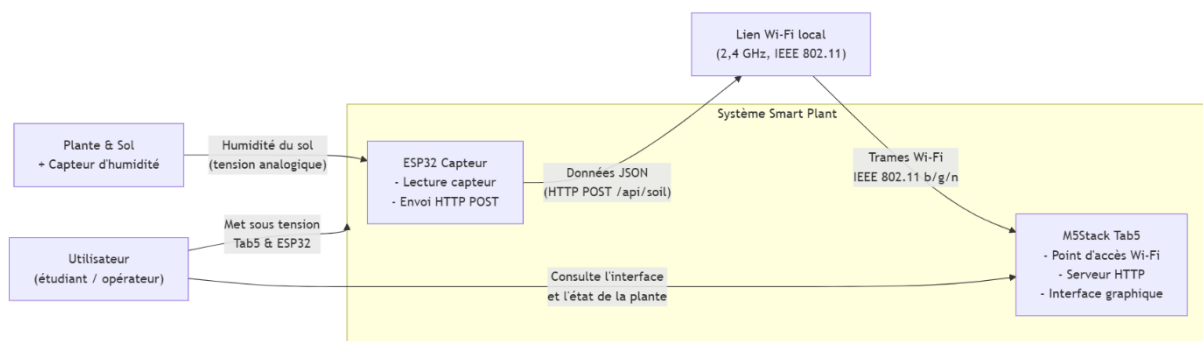 Lien Wi-Fi local
(2,4 GHz, IEEE 802.11)
Système Smart Plant
Plante & Sol
+ Capteur d'humidité
Humidité du sol
(tension analogique)
ESP32 Capteur
- Lecture capteur
- Envoi HTTP POST
Données JSON
(HTTP POST /api/soil)
Trames Wi-Fi
IEEE 802.11 b/g/n
Met sous tension
Tab5 & ESP32
Utilisateur
(étudiant / opérateur)
Consulte l'interface
et l'état de la plante
M5Stack Tab5
- Point d'accès Wi-Fi
- Serveur HTTP
- Interface graphique